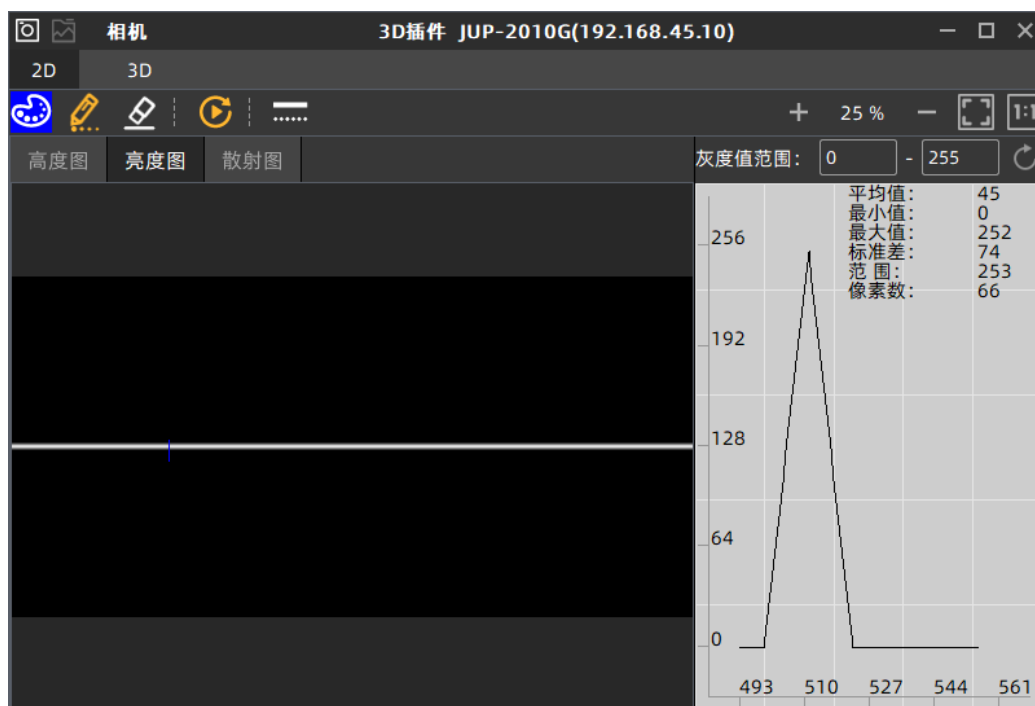 相机 3D插件 JUP-2010G(192.168.45.10)
2D 3D
+ 25 % − 1:1
高度图 亮度图 散射图 灰度值范围: 0 - 255
平均值: 45
最小值: 0
最大值: 252
标准差: 74
范 围: 253
像素数: 66
256
192
128
64
0
493 510 527 544 561